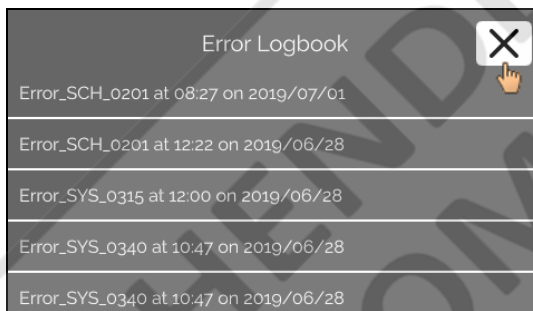 Error Logbook
Error_SCH_0201 at 08:27 on 2019/07/01
Error_SCH_0201 at 12:22 on 2019/06/28
Error_SYS_0315 at 12:00 on 2019/06/28
Error_SYS_0340 at 10:47 on 2019/06/28
Error_SYS_0340 at 10:47 on 2019/06/28